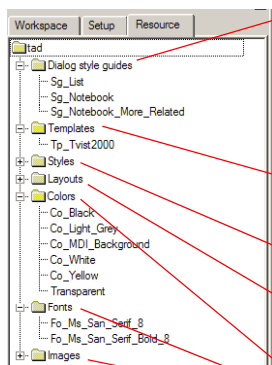 Workspace Setup Resource
tad
Dialog style guides
Sg_List
Sg_Notebook
Sg_Notebook_More_Related
Templates
Tp_Tvist2000
Styles
Layouts
Colors
Co_Black
Co_Light_Grey
Co_MDI_Background
Co_White
Co_Yellow
Transparent
Fonts
Fo_Ms_San_Serif_8
Fo_Ms_San_Serif_Bold_8
Images